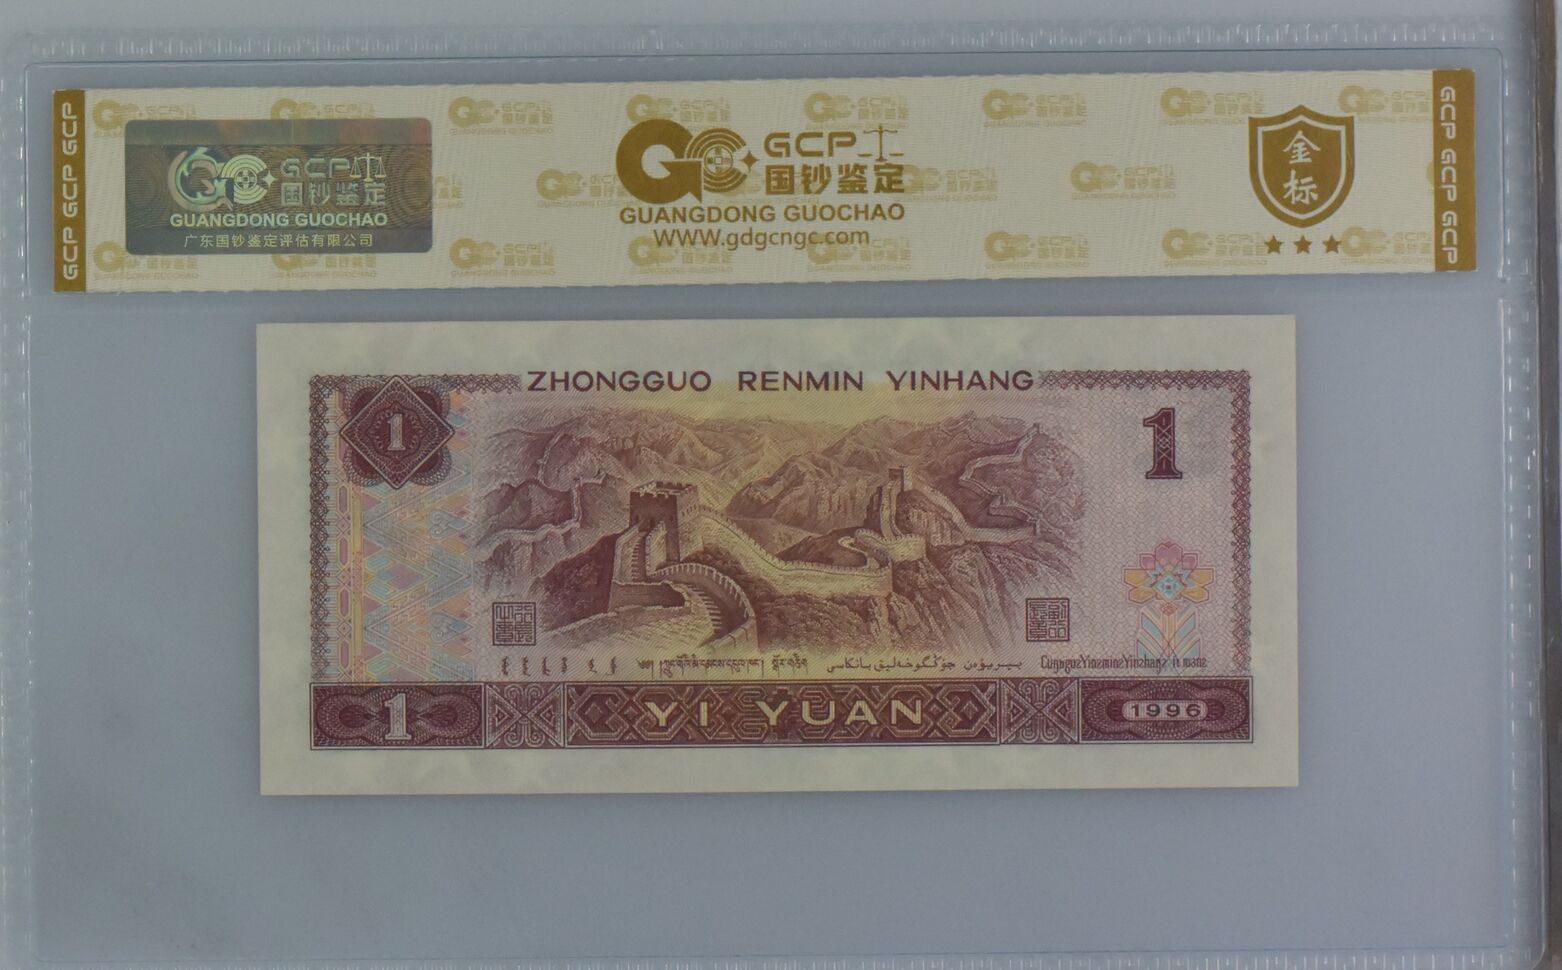 GCP GCP GCP
GCP
国钞鉴定
GUANGDONG GUOCHAO
广东国钞鉴定评估有限公司
GCP
国钞鉴定
GUANGDONG GUOCHAO
WWW.gdgcngc.com
金标
GCP GCP GCP
ZHONGGUO RENMIN YINHANG
1
1
YI YUAN
1
1996